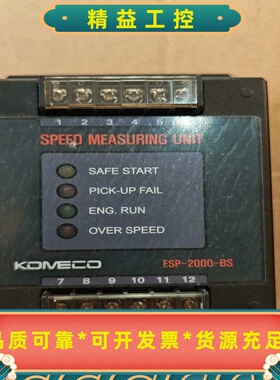 精益工控
1 2 3 4 5
SPEED MEASURING UNIT
SAFE START
PICK-UP FAIL
ENG. RUN
OVER SPEED
KOMECO ESP-2000-BS
7 8 9 10 11 12
品质可靠*可开发票*货源充足